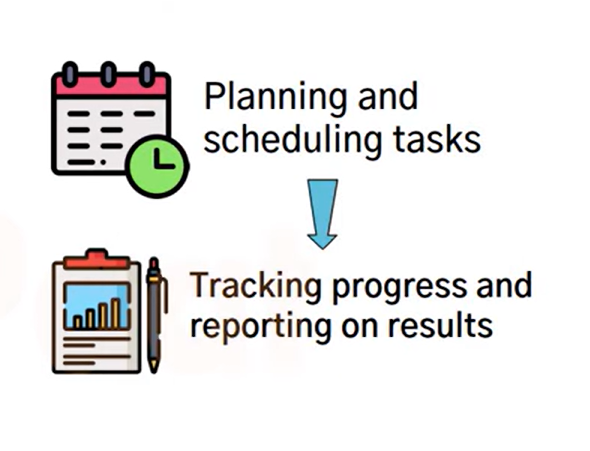 Planning and
scheduling tasks
Tracking progress and
reporting on results